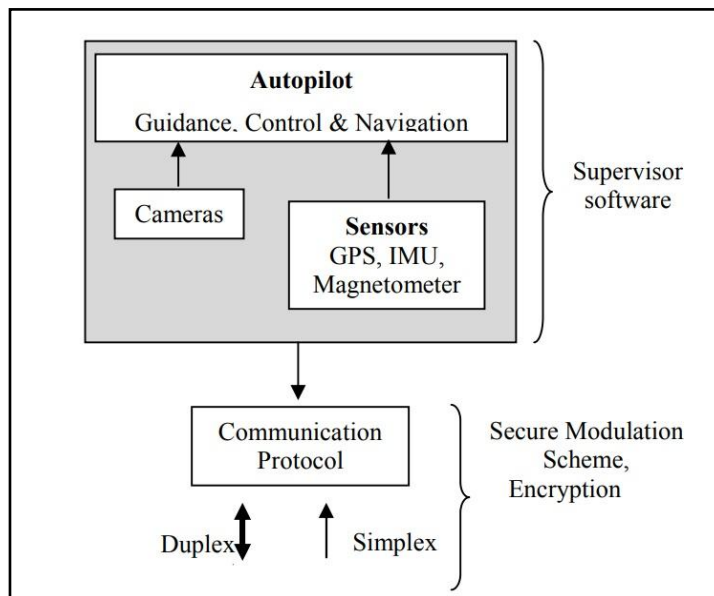 Autopilot
Guidance, Control & Navigation
Cameras
Sensors
GPS, IMU,
Magnetometer
Supervisor
software
Communication
Protocol
Secure Modulation
Scheme,
Encryption
Duplex
Simplex